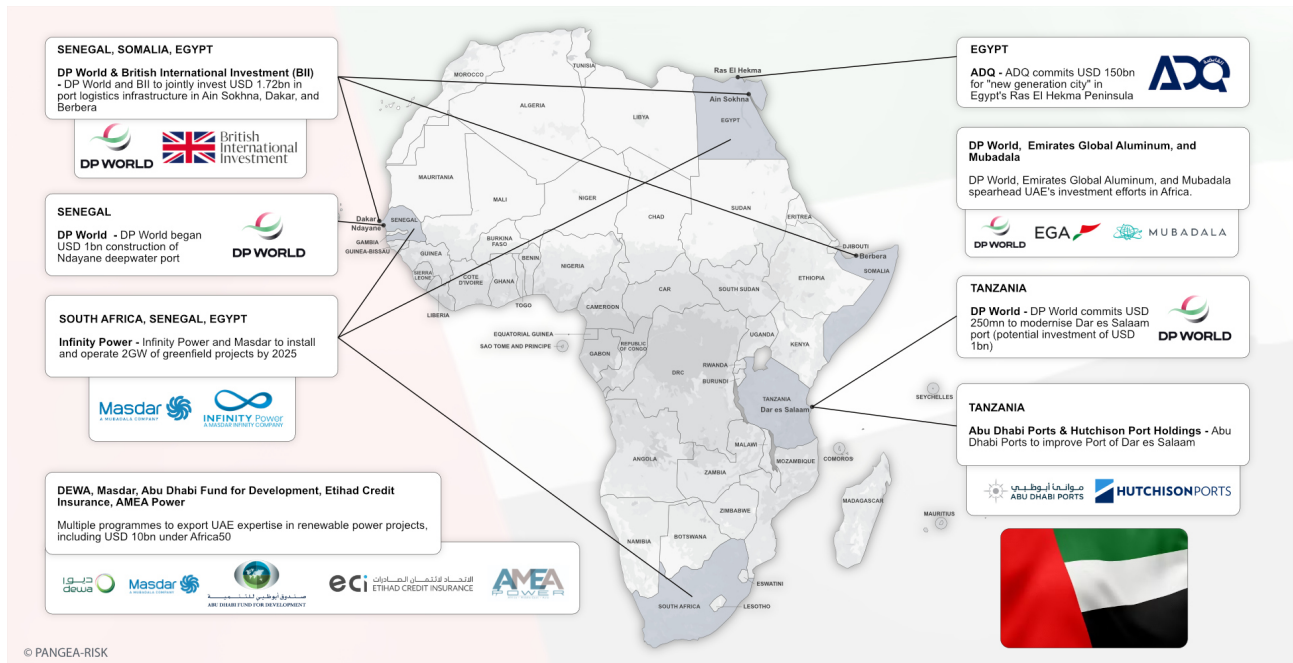 SENEGAL, SOMALIA, EGYPT
DP World & British International Investment (BII)
- DP World and BII to jointly invest USD 1.72bn in
port logistics infrastructure in Ain Sokhna, Dakar, and
Berbera
DP WORLD
British
International
Investment
SENEGAL
DP World - DP World began
USD 1bn construction of
Ndayane deepwater port
DP WORLD
SOUTH AFRICA, SENEGAL, EGYPT
Infinity Power - Infinity Power and Masdar to install
and operate 2GW of greenfield projects by 2025
Masdar
A MUBADALA COMPANY
INFINITY Power
A MASDAR INFINITY COMPANY
DEWA, Masdar, Abu Dhabi Fund for Development, Etihad Credit
Insurance, AMEA Power
Multiple programmes to export UAE expertise in renewable power projects,
including USD 10bn under Africa50
ديوا
dewa
Masdar
A MUBADALA COMPANY
صندوق أبوظبي للتنمية
ABU DHABI FUND FOR DEVELOPMENT
eci
الاتحاد لائتمان الصادرات
ETIHAD CREDIT INSURANCE
AMEA
POWER
© PANGEA-RISK
MOROCCO
TUNISIA
ALGERIA
LIBYA
Ras El Hekma
Ain Sokhna
EGYPT
MAURITANIA
MALI
NIGER
CHAD
SUDAN
ERITREA
Dakar
Ndayane
SENEGAL
GAMBIA
GUINEA-BISSAU
GUINEA
SIERRA
LEONE
LIBERIA
COTE
D'IVOIRE
BURKINA
FASO
GHANA
TOGO
BENIN
NIGERIA
CAMEROON
CAR
SOUTH SUDAN
ETHIOPIA
DJIBOUTI
Berbera
SOMALIA
EQUATORIAL GUINEA
SAO TOME AND PRINCIPE
GABON
REPUBLIC
OF CONGO
DRC
UGANDA
KENYA
RWANDA
BURUNDI
TANZANIA
Dar es Salaam
SEYCHELLES
ANGOLA
ZAMBIA
MALAWI
MOZAMBIQUE
COMOROS
MADAGASCAR
MAURITIUS
ZIMBABWE
NAMIBIA
BOTSWANA
SOUTH AFRICA
ESWATINI
LESOTHO
EGYPT
ADQ - ADQ commits USD 150bn
for "new generation city" in
Egypt's Ras El Hekma Peninsula
ADQ
DP World, Emirates Global Aluminum, and
Mubadala
DP World, Emirates Global Aluminum, and Mubadala
spearhead UAE's investment efforts in Africa.
DP WORLD
EGA
MUBADALA
TANZANIA
DP World - DP World commits USD
250mn to modernise Dar es Salaam
port (potential investment of USD
1bn)
DP WORLD
TANZANIA
Abu Dhabi Ports & Hutchison Port Holdings - Abu
Dhabi Ports to improve Port of Dar es Salaam
موانئ أبوظبي
ABU DHABI PORTS
HUTCHISON PORTS